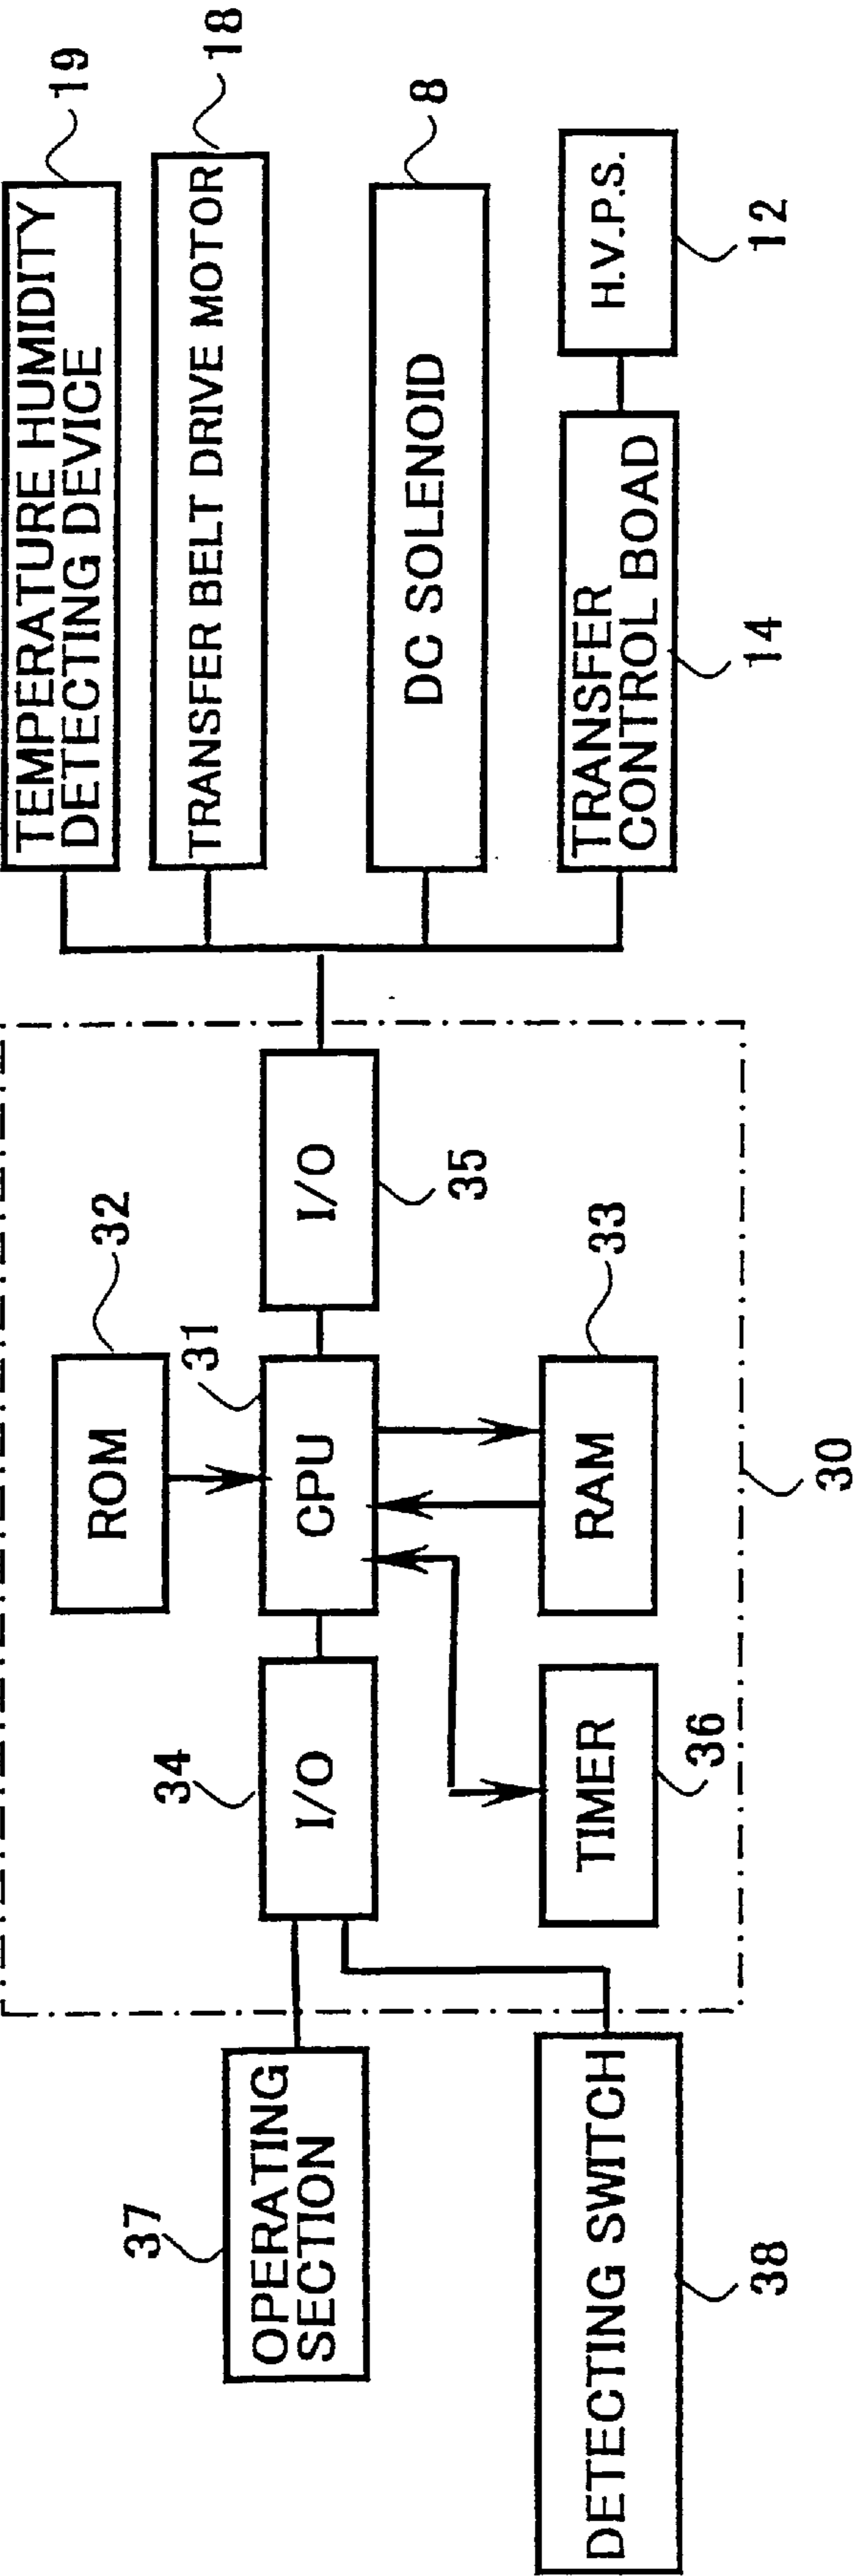 37
OPERATING
SECTION
DETECTING SWITCH
38
34
I/O
ROM
32
31
CPU
I/O
35
TIMER
36
RAM
33
30
TEMPERATURE HUMIDITY
DETECTING DEVICE
19
TRANSFER BELT DRIVE MOTOR
18
DC SOLENOID
8
TRANSFER
CONTROL BOAD
14
H.V.P.S.
12